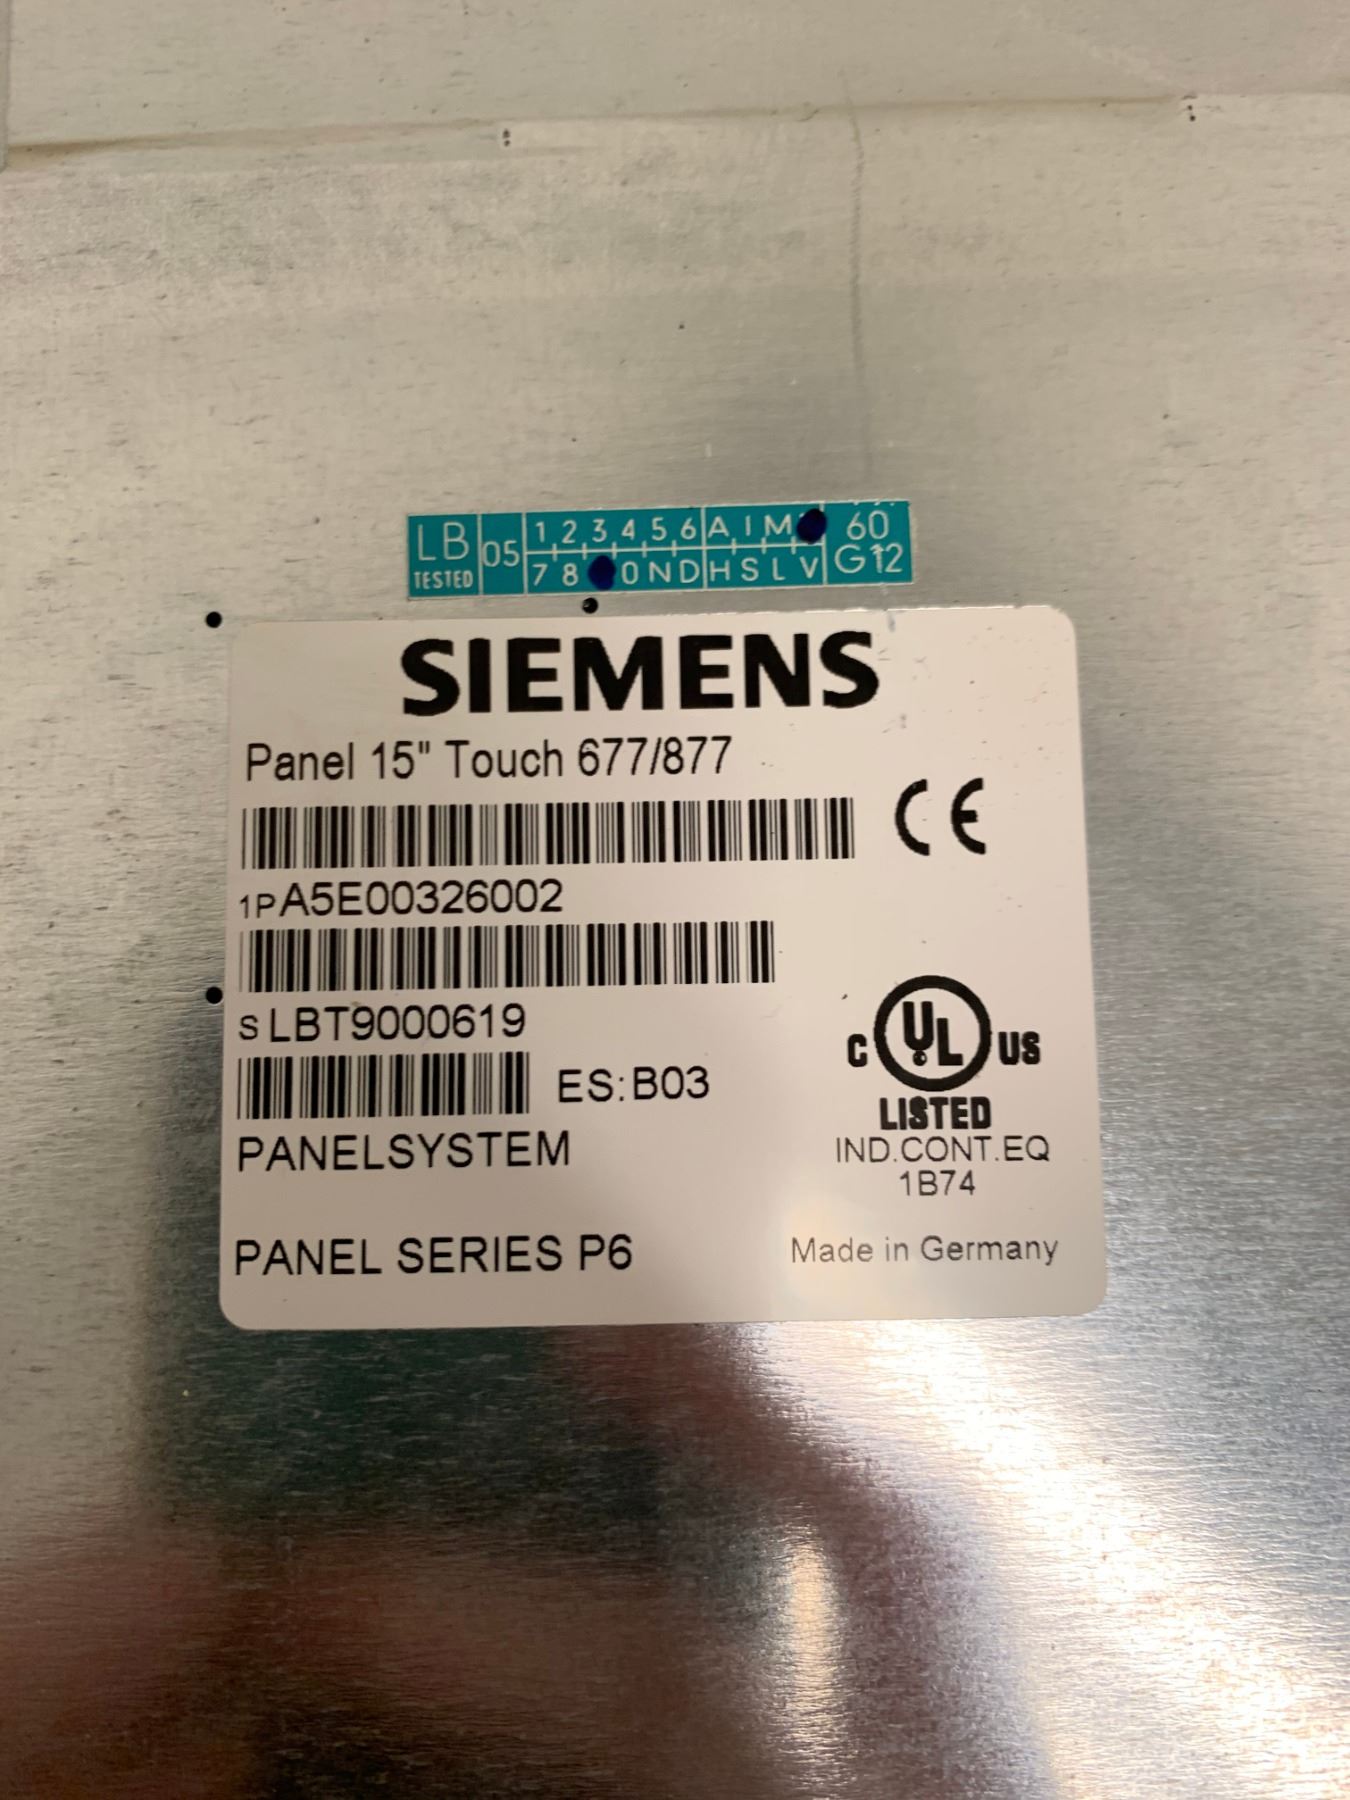 LB 05 1 2 3 4 5 6 A I M 60
TESTED 7 8 O N D H S L V G12
SIEMENS
Panel 15" Touch 677/877
CE
1P A5E00326002
S LBT9000619
ES:B03
C UL US
LISTED
PANELSYSTEM
IND.CONT.EQ
1B74
PANEL SERIES P6
Made in Germany